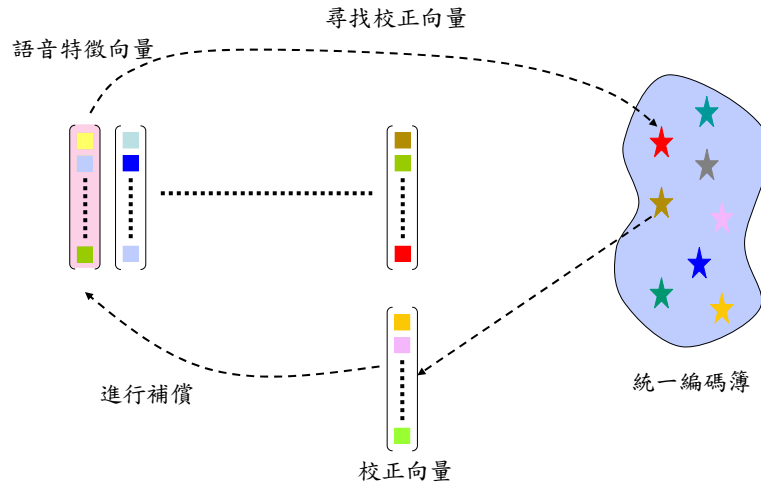 尋找校正向量
語音特徵向量
進行補償
統一編碼簿
校正向量